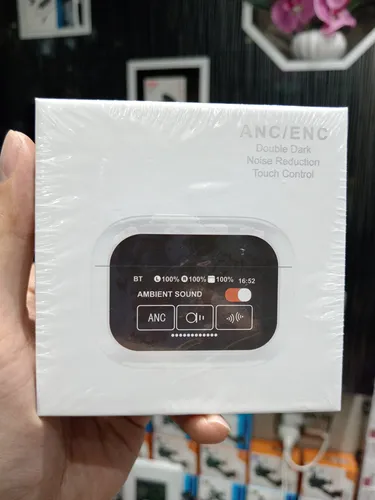 ANC/ENC
Double Dark
Noise Reduction
Touch Control
BT L 100% R 100% 100% 16:52
AMBIENT SOUND
ANC